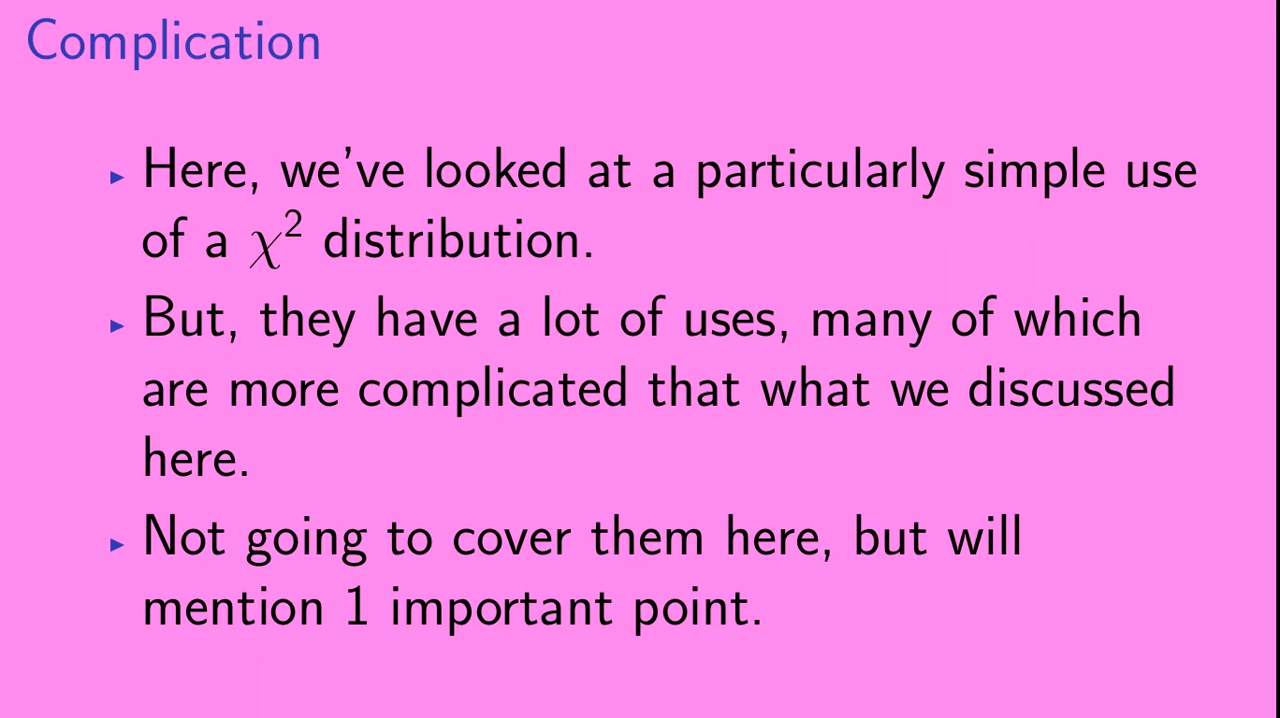 Complication
▸ Here, we've looked at a particularly simple use
of a χ² distribution.
▸ But, they have a lot of uses, many of which
are more complicated that what we discussed
here.
▸ Not going to cover them here, but will
mention 1 important point.